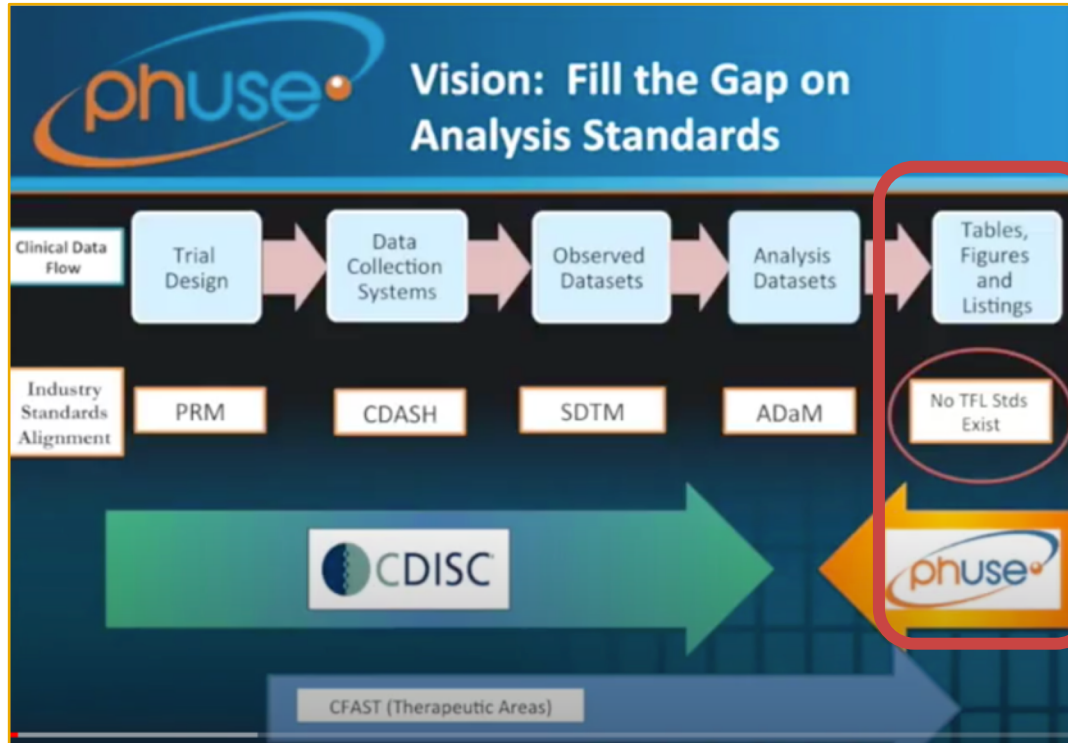 phuse
Vision: Fill the Gap on
Analysis Standards
Clinical Data
Flow
Trial
Design
Data
Collection
Systems
Observed
Datasets
Analysis
Datasets
Tables,
Figures
and
Listings
Industry
Standards
Alignment
PRM
CDASH
SDTM
ADaM
No TFL Stds
Exist
CDISC
phuse
CFAST (Therapeutic Areas)